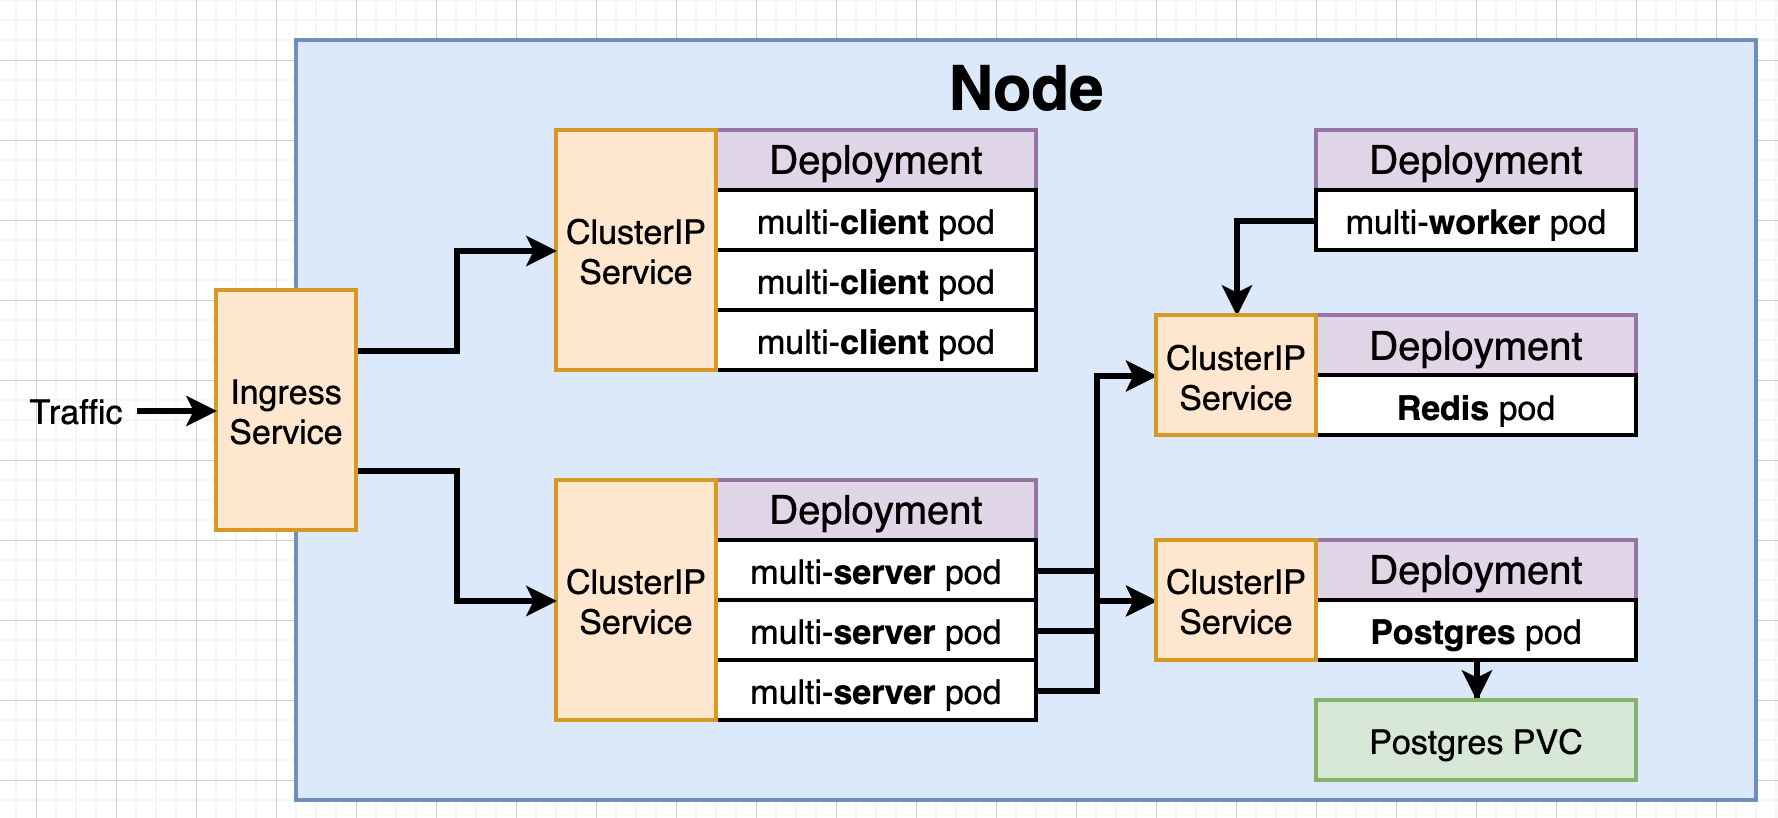 Node
Traffic
Ingress
Service
ClusterIP
Service
Deployment
multi-client pod
multi-client pod
multi-client pod
ClusterIP
Service
Deployment
multi-server pod
multi-server pod
multi-server pod
Deployment
multi-worker pod
ClusterIP
Service
Deployment
Redis pod
ClusterIP
Service
Deployment
Postgres pod
Postgres PVC